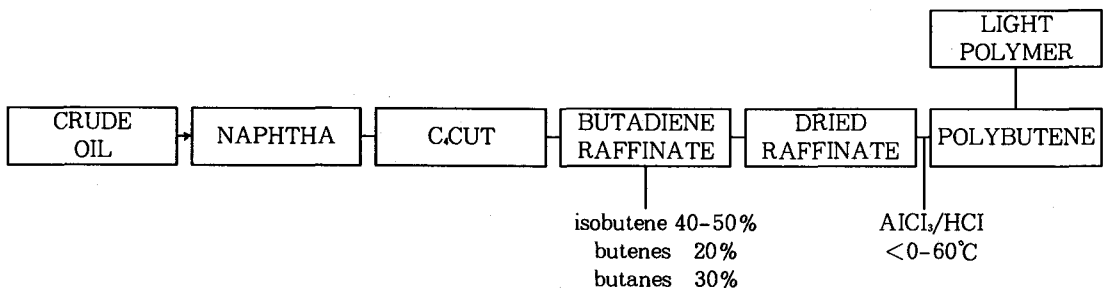 LIGHT
POLYMER
CRUDE
OIL
NAPHTHA
C₄CUT
BUTADIENE
RAFFINATE
DRIED
RAFFINATE
POLYBUTENE
isobutene 40-50%
butenes 20%
butanes 30%
AlCl₃/HCl
<0-60℃